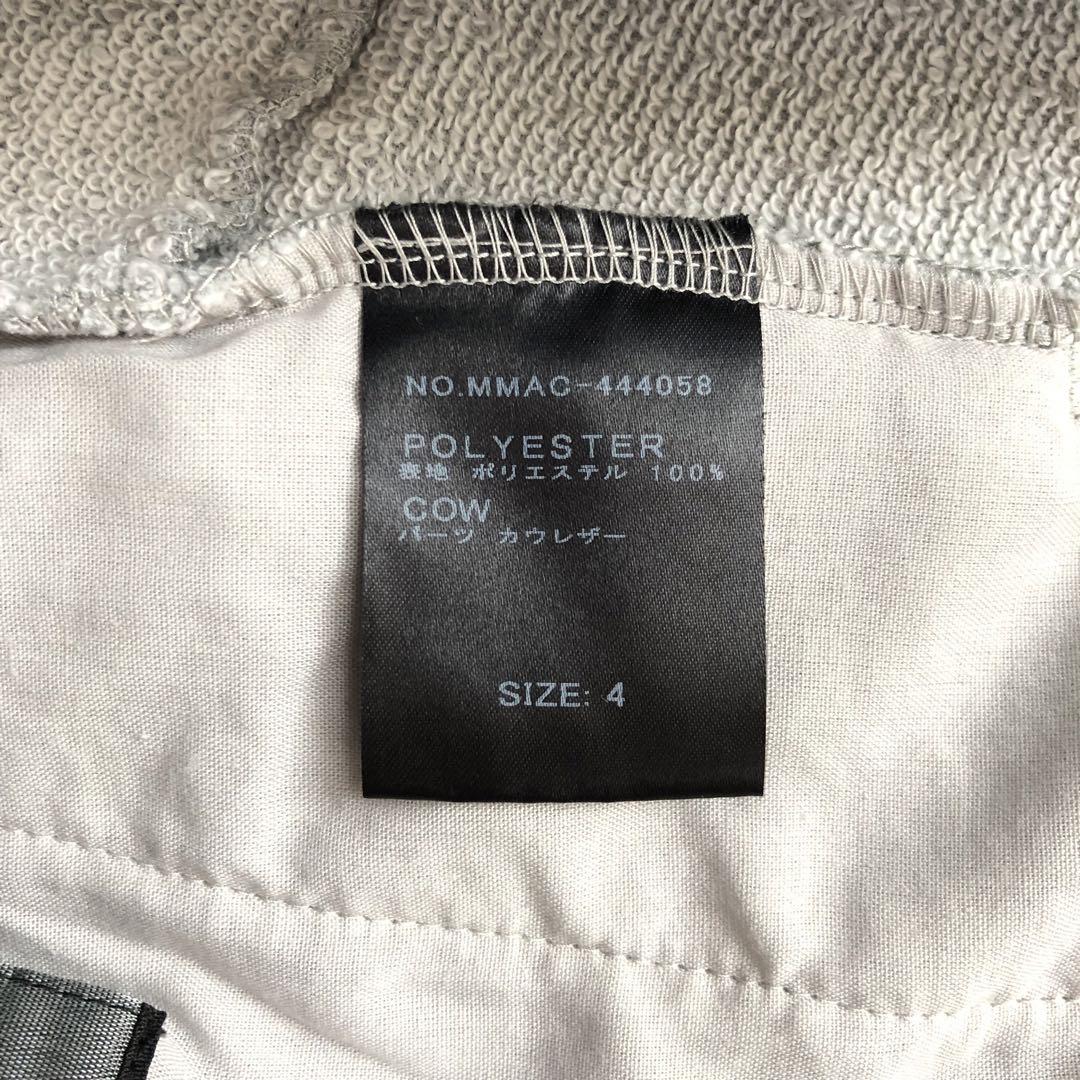 NO.MMAC-444058
POLYESTER
表地 ポリエステル 100%
COW
パーツ カウレザー
SIZE: 4